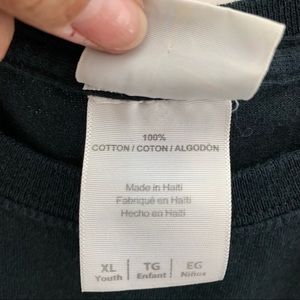 100%
COTTON / COTON / ALGODÓN
Made in Haiti
Fabriqué en Haïti
Hecho en Haití
XL TG EG
Youth Enfant Niños